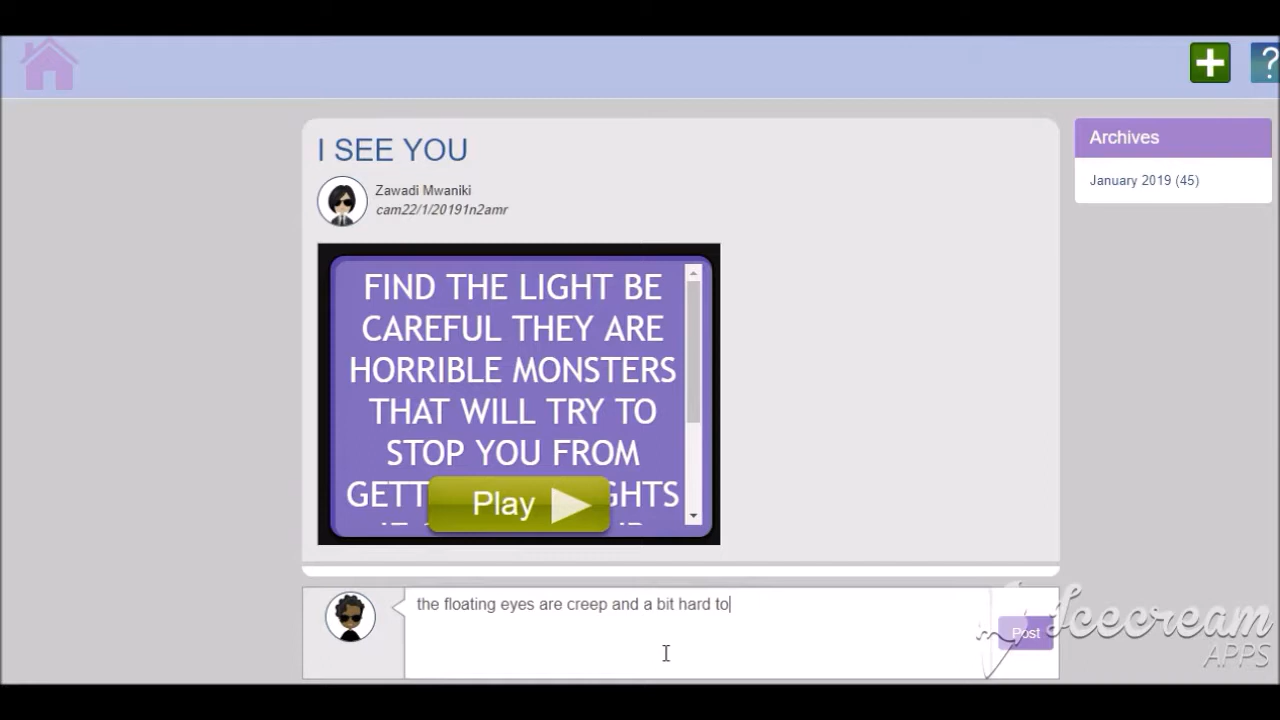 ?
I SEE YOU
Zawadi Mwaniki
cam22/1/20191n2amr
FIND THE LIGHT BE
CAREFUL THEY ARE
HORRIBLE MONSTERS
THAT WILL TRY TO
STOP YOU FROM
GETT GHTS
Play
the floating eyes are creep and a bit hard to
Post
Archives
January 2019 (45)
Icecream
APPS